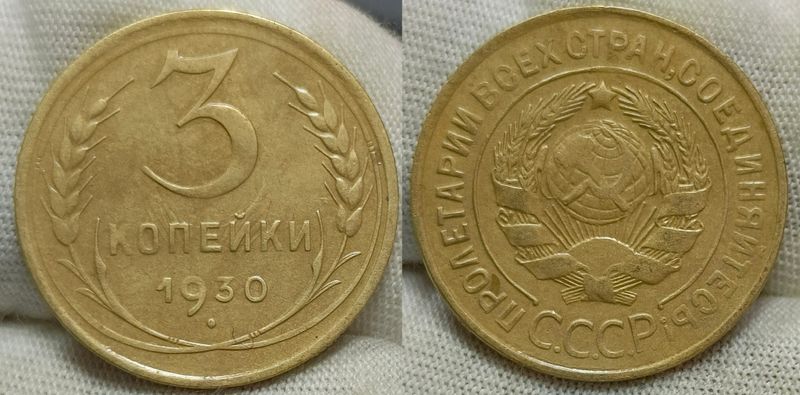 3
КОПЕЙКИ
1930
ПРОЛЕТАРИИ ВСЕХ СТРАН, СОЕДИНЯЙТЕСЬ!
С.С.С.Р.